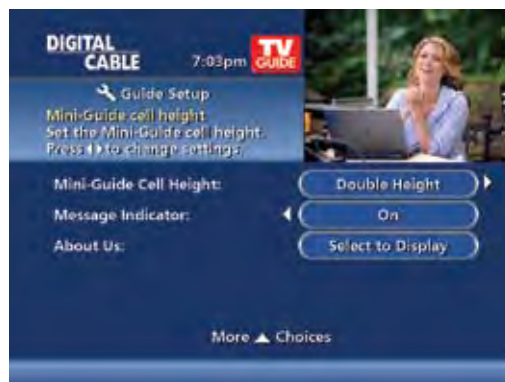 DIGITAL
CABLE
7:03pm
TV
GUIDE
Guide Setup
Mini-Guide cell height
Set the Mini-Guide cell height.
Press ◀▶ to change settings
Mini-Guide Cell Height: Double Height ▶
Message Indicator: ◀ On
About Us: Select to Display
More ▲ Choices